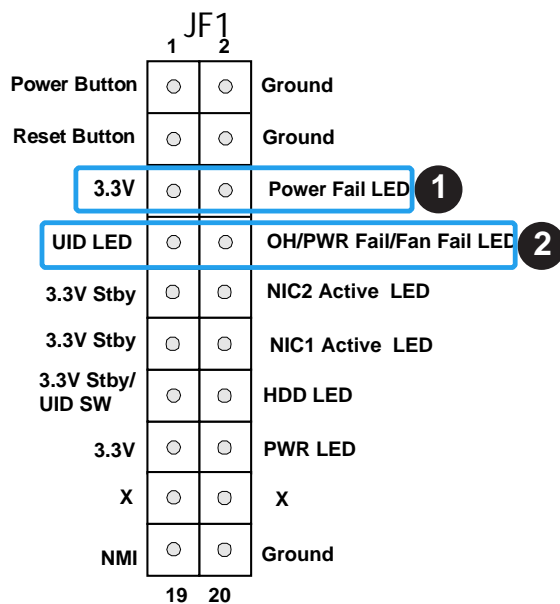 JF1
1 2
Power Button Ground
Reset Button Ground
3.3V Power Fail LED 1
UID LED OH/PWR Fail/Fan Fail LED 2
3.3V Stby NIC2 Active LED
3.3V Stby NIC1 Active LED
3.3V Stby/
UID SW HDD LED
3.3V PWR LED
X X
NMI Ground
19 20